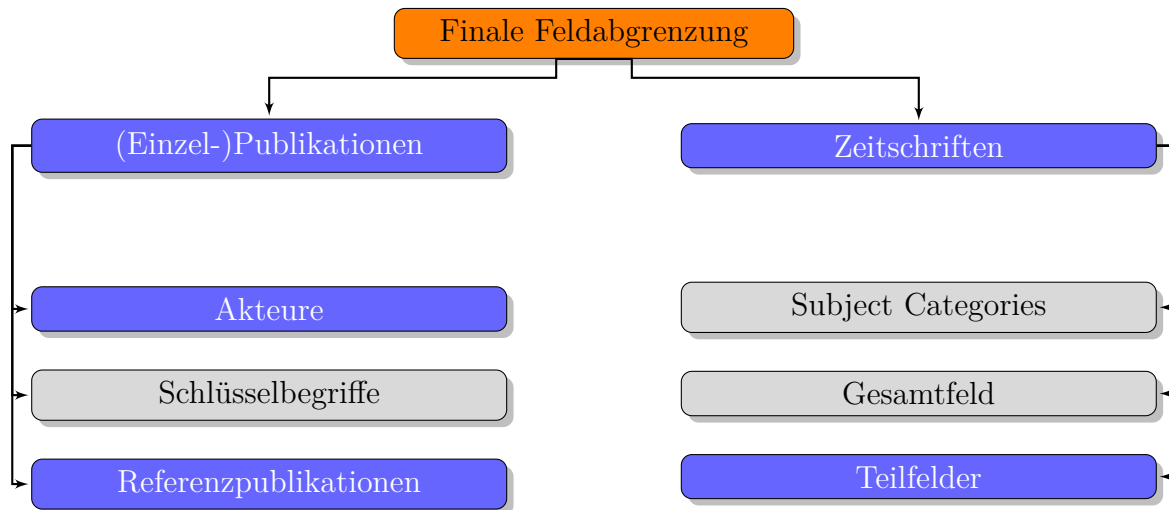 Finale Feldabgrenzung
(Einzel-)Publikationen
Zeitschriften
Akteure
Subject Categories
Schlüsselbegriffe
Gesamtfeld
Referenzpublikationen
Teilfelder